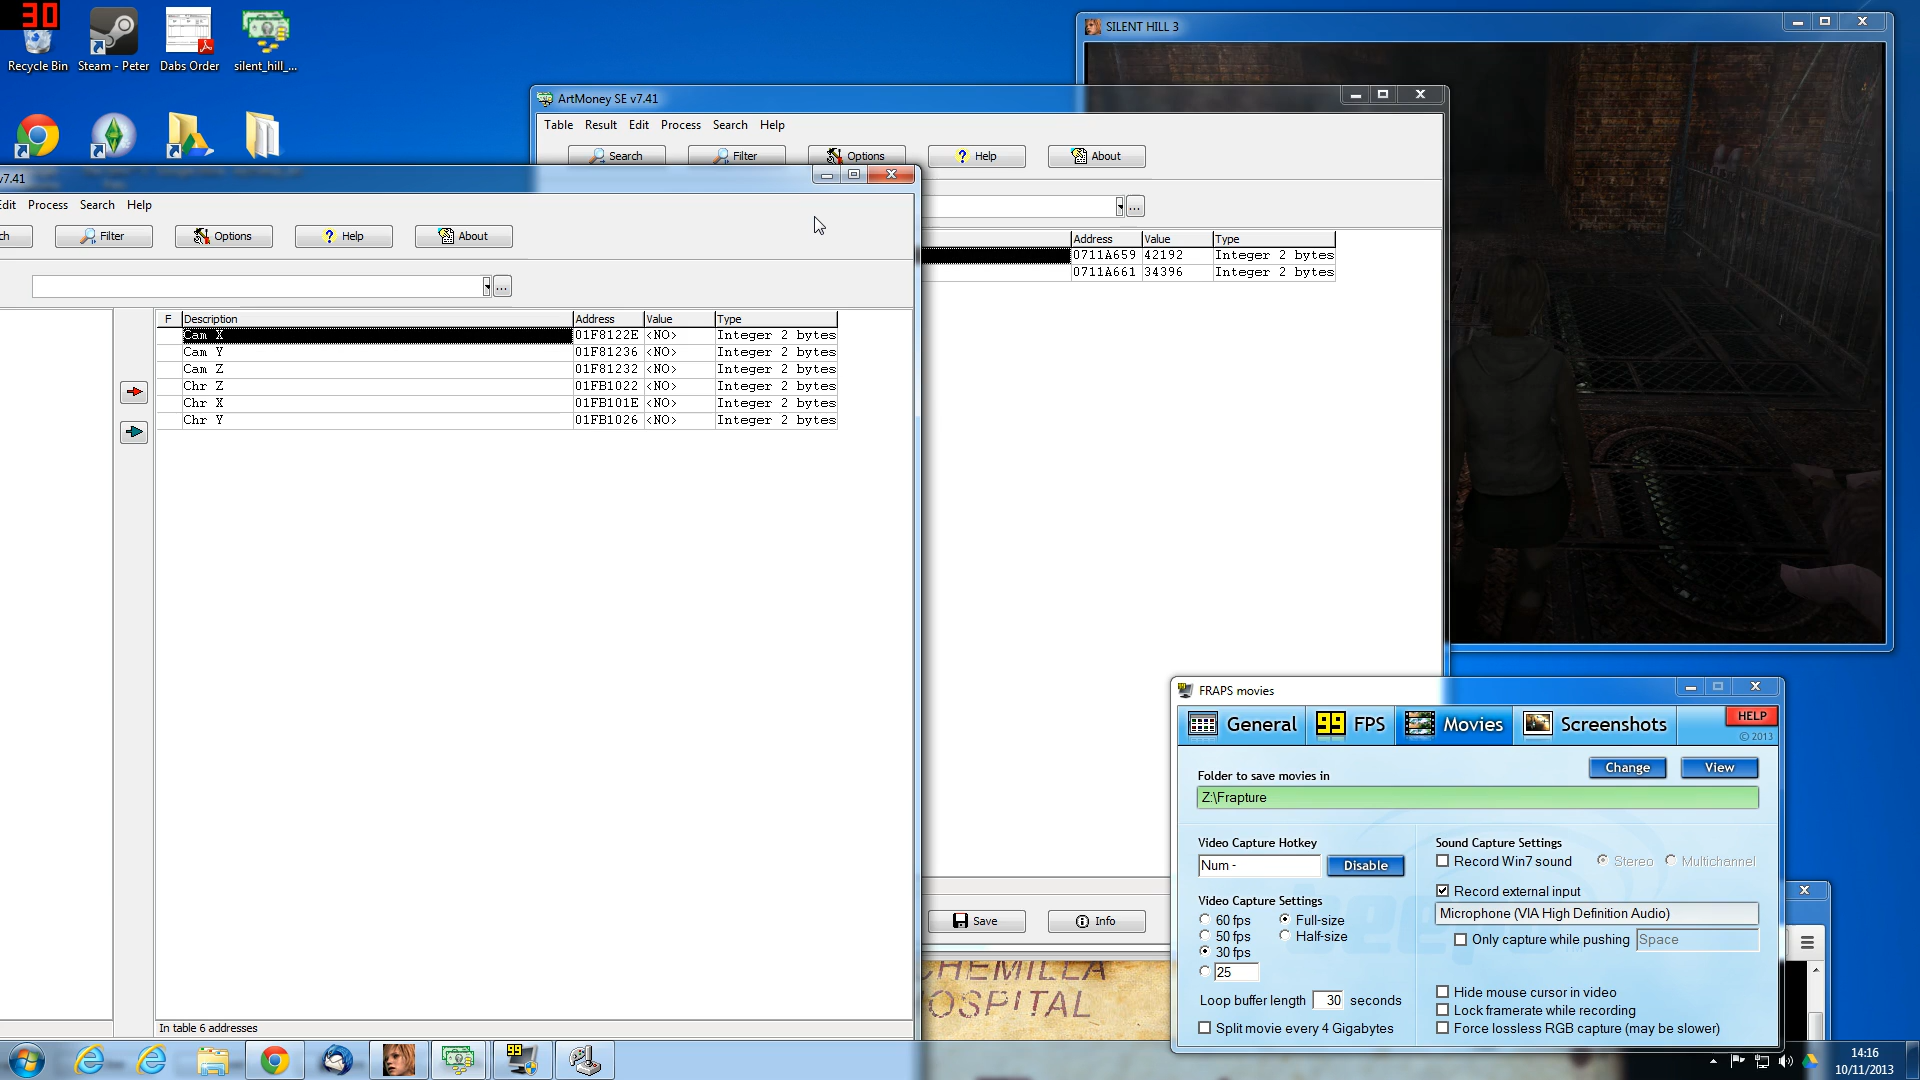 30
Recycle Bin
Steam - Peter
Dabs Order
silent_hill_...
SILENT HILL 3
ArtMoney SE v7.41
Table Result Edit Process Search Help
Search Filter Options Help About
...
Address Value Type
0711A659 42192 Integer 2 bytes
0711A661 34396 Integer 2 bytes
Save Info
v7.41
Edit Process Search Help
ch Filter Options Help About
...
F Description Address Value Type
Cam X 01F8122E <NO> Integer 2 bytes
Cam Y 01F81236 <NO> Integer 2 bytes
Cam Z 01F81232 <NO> Integer 2 bytes
Chr Z 01FB1022 <NO> Integer 2 bytes
Chr X 01FB101E <NO> Integer 2 bytes
Chr Y 01FB1026 <NO> Integer 2 bytes
In table 6 addresses
CHEMILLA
OSPITAL
FRAPS movies
General 99 FPS Movies Screenshots HELP
© 2013
Folder to save movies in Change View
Z:\Frapture
Video Capture Hotkey
Num - Disable
Video Capture Settings
60 fps Full-size
50 fps Half-size
30 fps
25
Loop buffer length 30 seconds
Split movie every 4 Gigabytes
Sound Capture Settings
Record Win7 sound Stereo Multichannel
Record external input
Microphone (VIA High Definition Audio)
Only capture while pushing Space
Hide mouse cursor in video
Lock framerate while recording
Force lossless RGB capture (may be slower)
99
14:16
10/11/2013